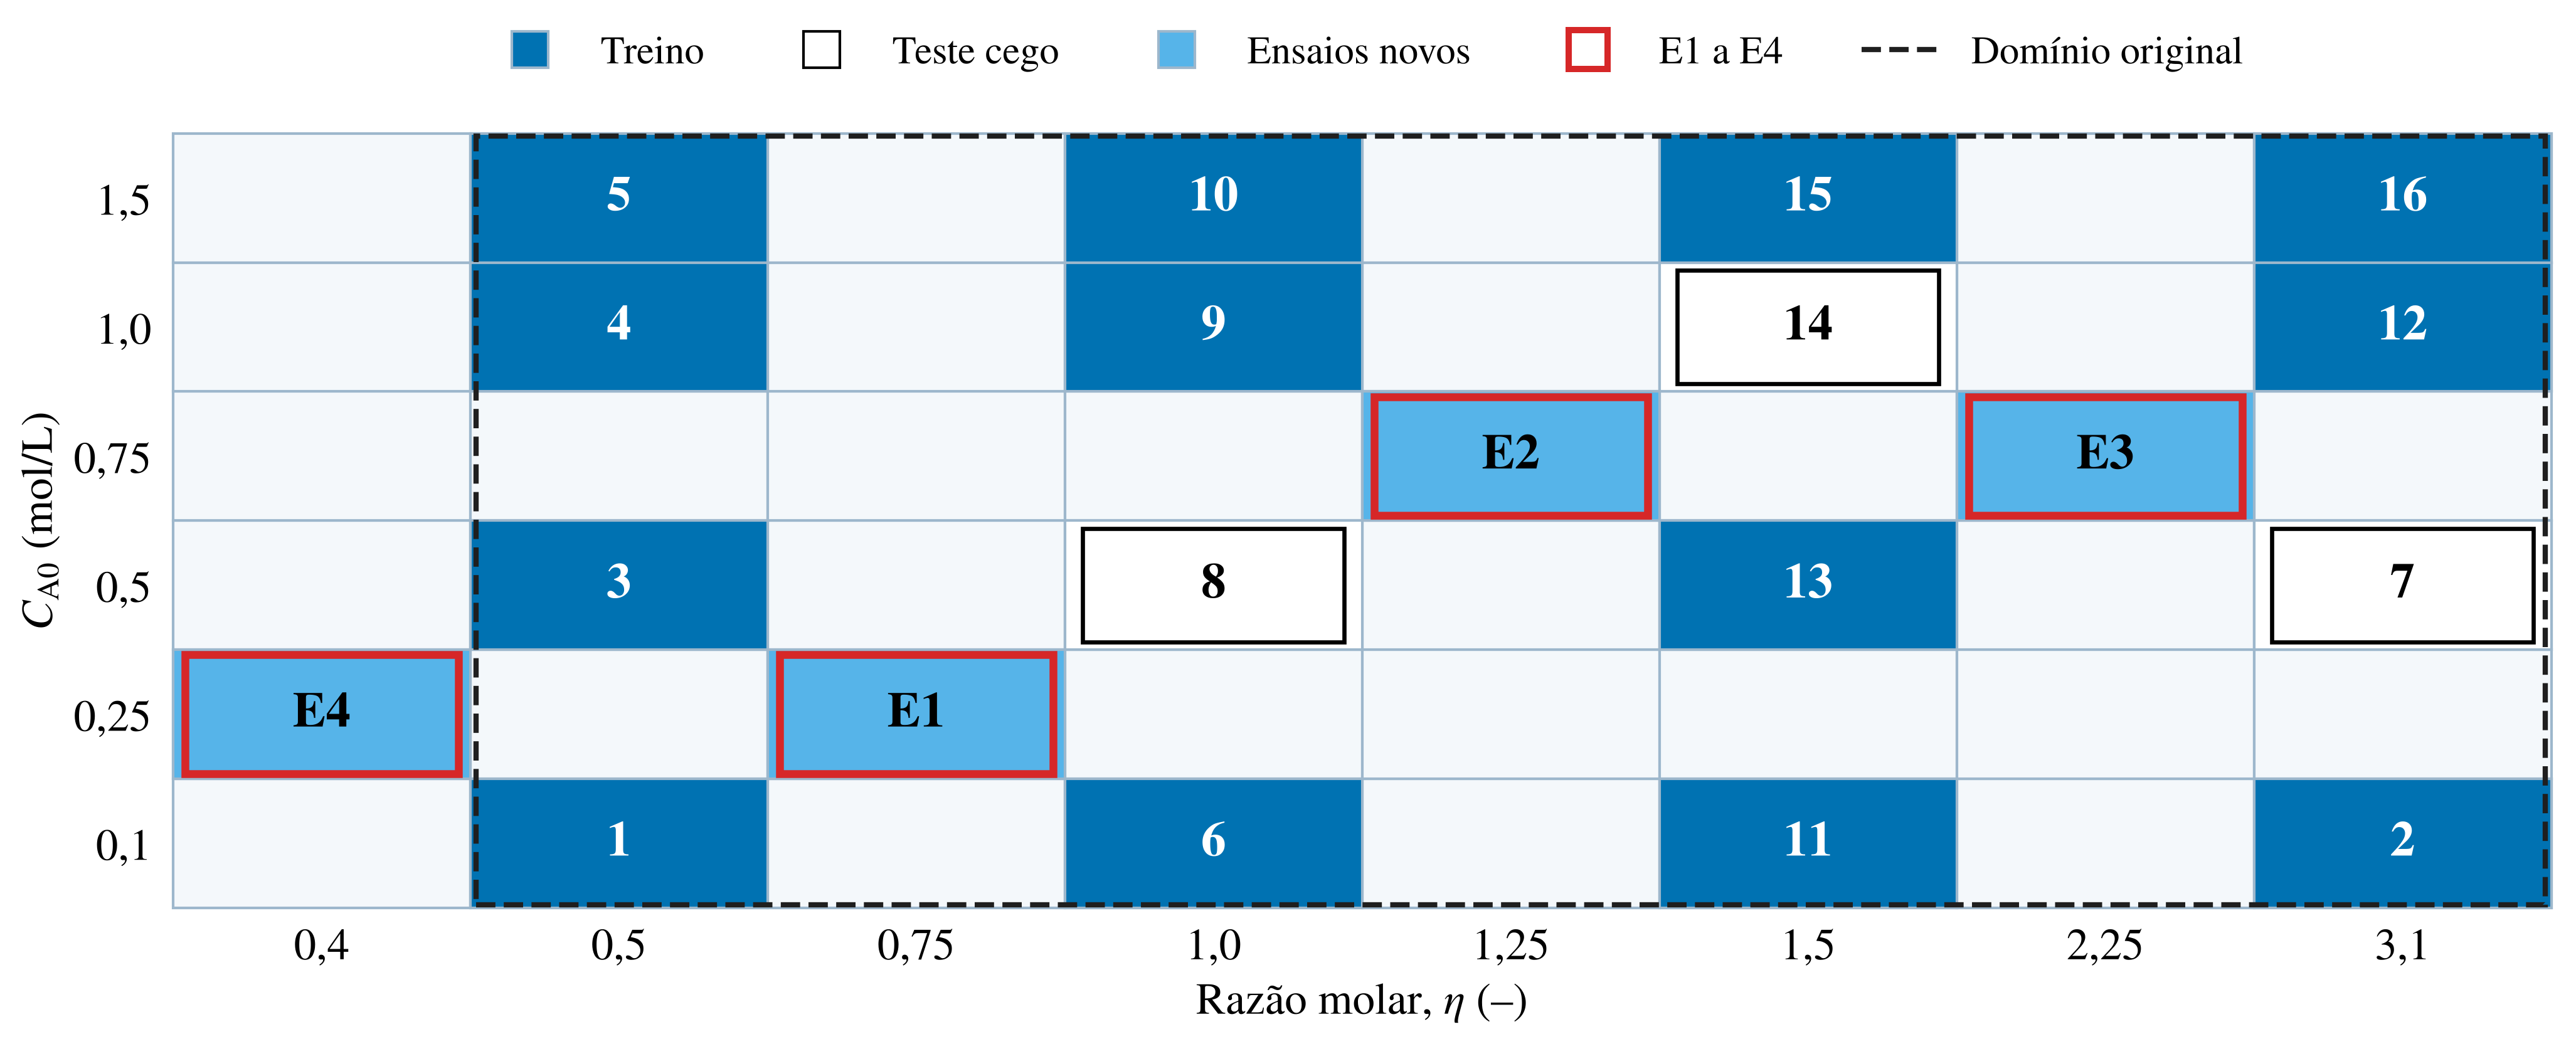 Treino Teste cego Ensaios novos E1 a E4 Domínio original
1,5 5 10 15 16
1,0 4 9 14 12
0,75 E2 E3
0,5 3 8 13 7
0,25 E4 E1
0,1 1 6 11 2
C_A0 (mol/L)
0,4 0,5 0,75 1,0 1,25 1,5 2,25 3,1
Razão molar, η (–)